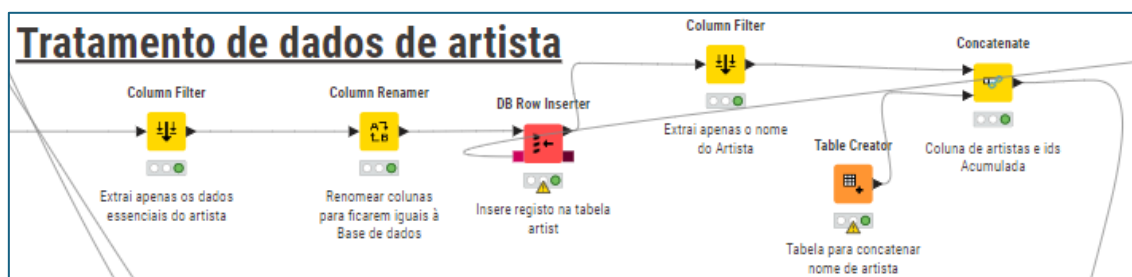 Tratamento de dados de artista
Column Filter
Extrai apenas os dados
essenciais do artista
Column Renamer
Renomear colunas
para ficarem iguais à
Base de dados
DB Row Inserter
Insere registo na tabela
artist
Column Filter
Extrai apenas o nome
do Artista
Table Creator
Tabela para concatenar
nome de artista
Concatenate
Coluna de artistas e ids
Acumulada